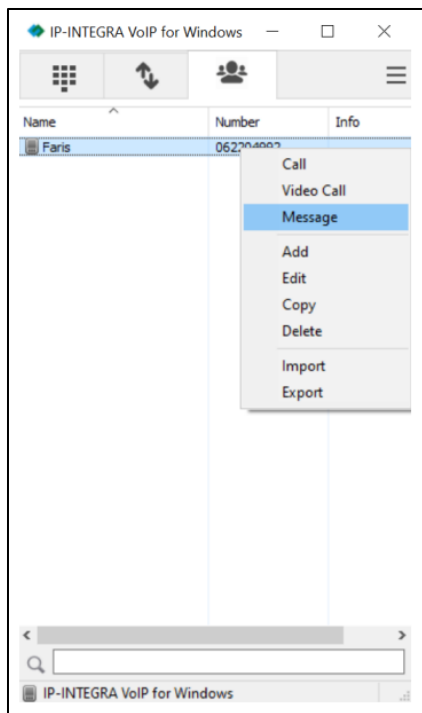 IP-INTEGRA VoIP for Windows
Name Number Info
Faris
Call
Video Call
Message
Add
Edit
Copy
Delete
Import
Export
IP-INTEGRA VoIP for Windows